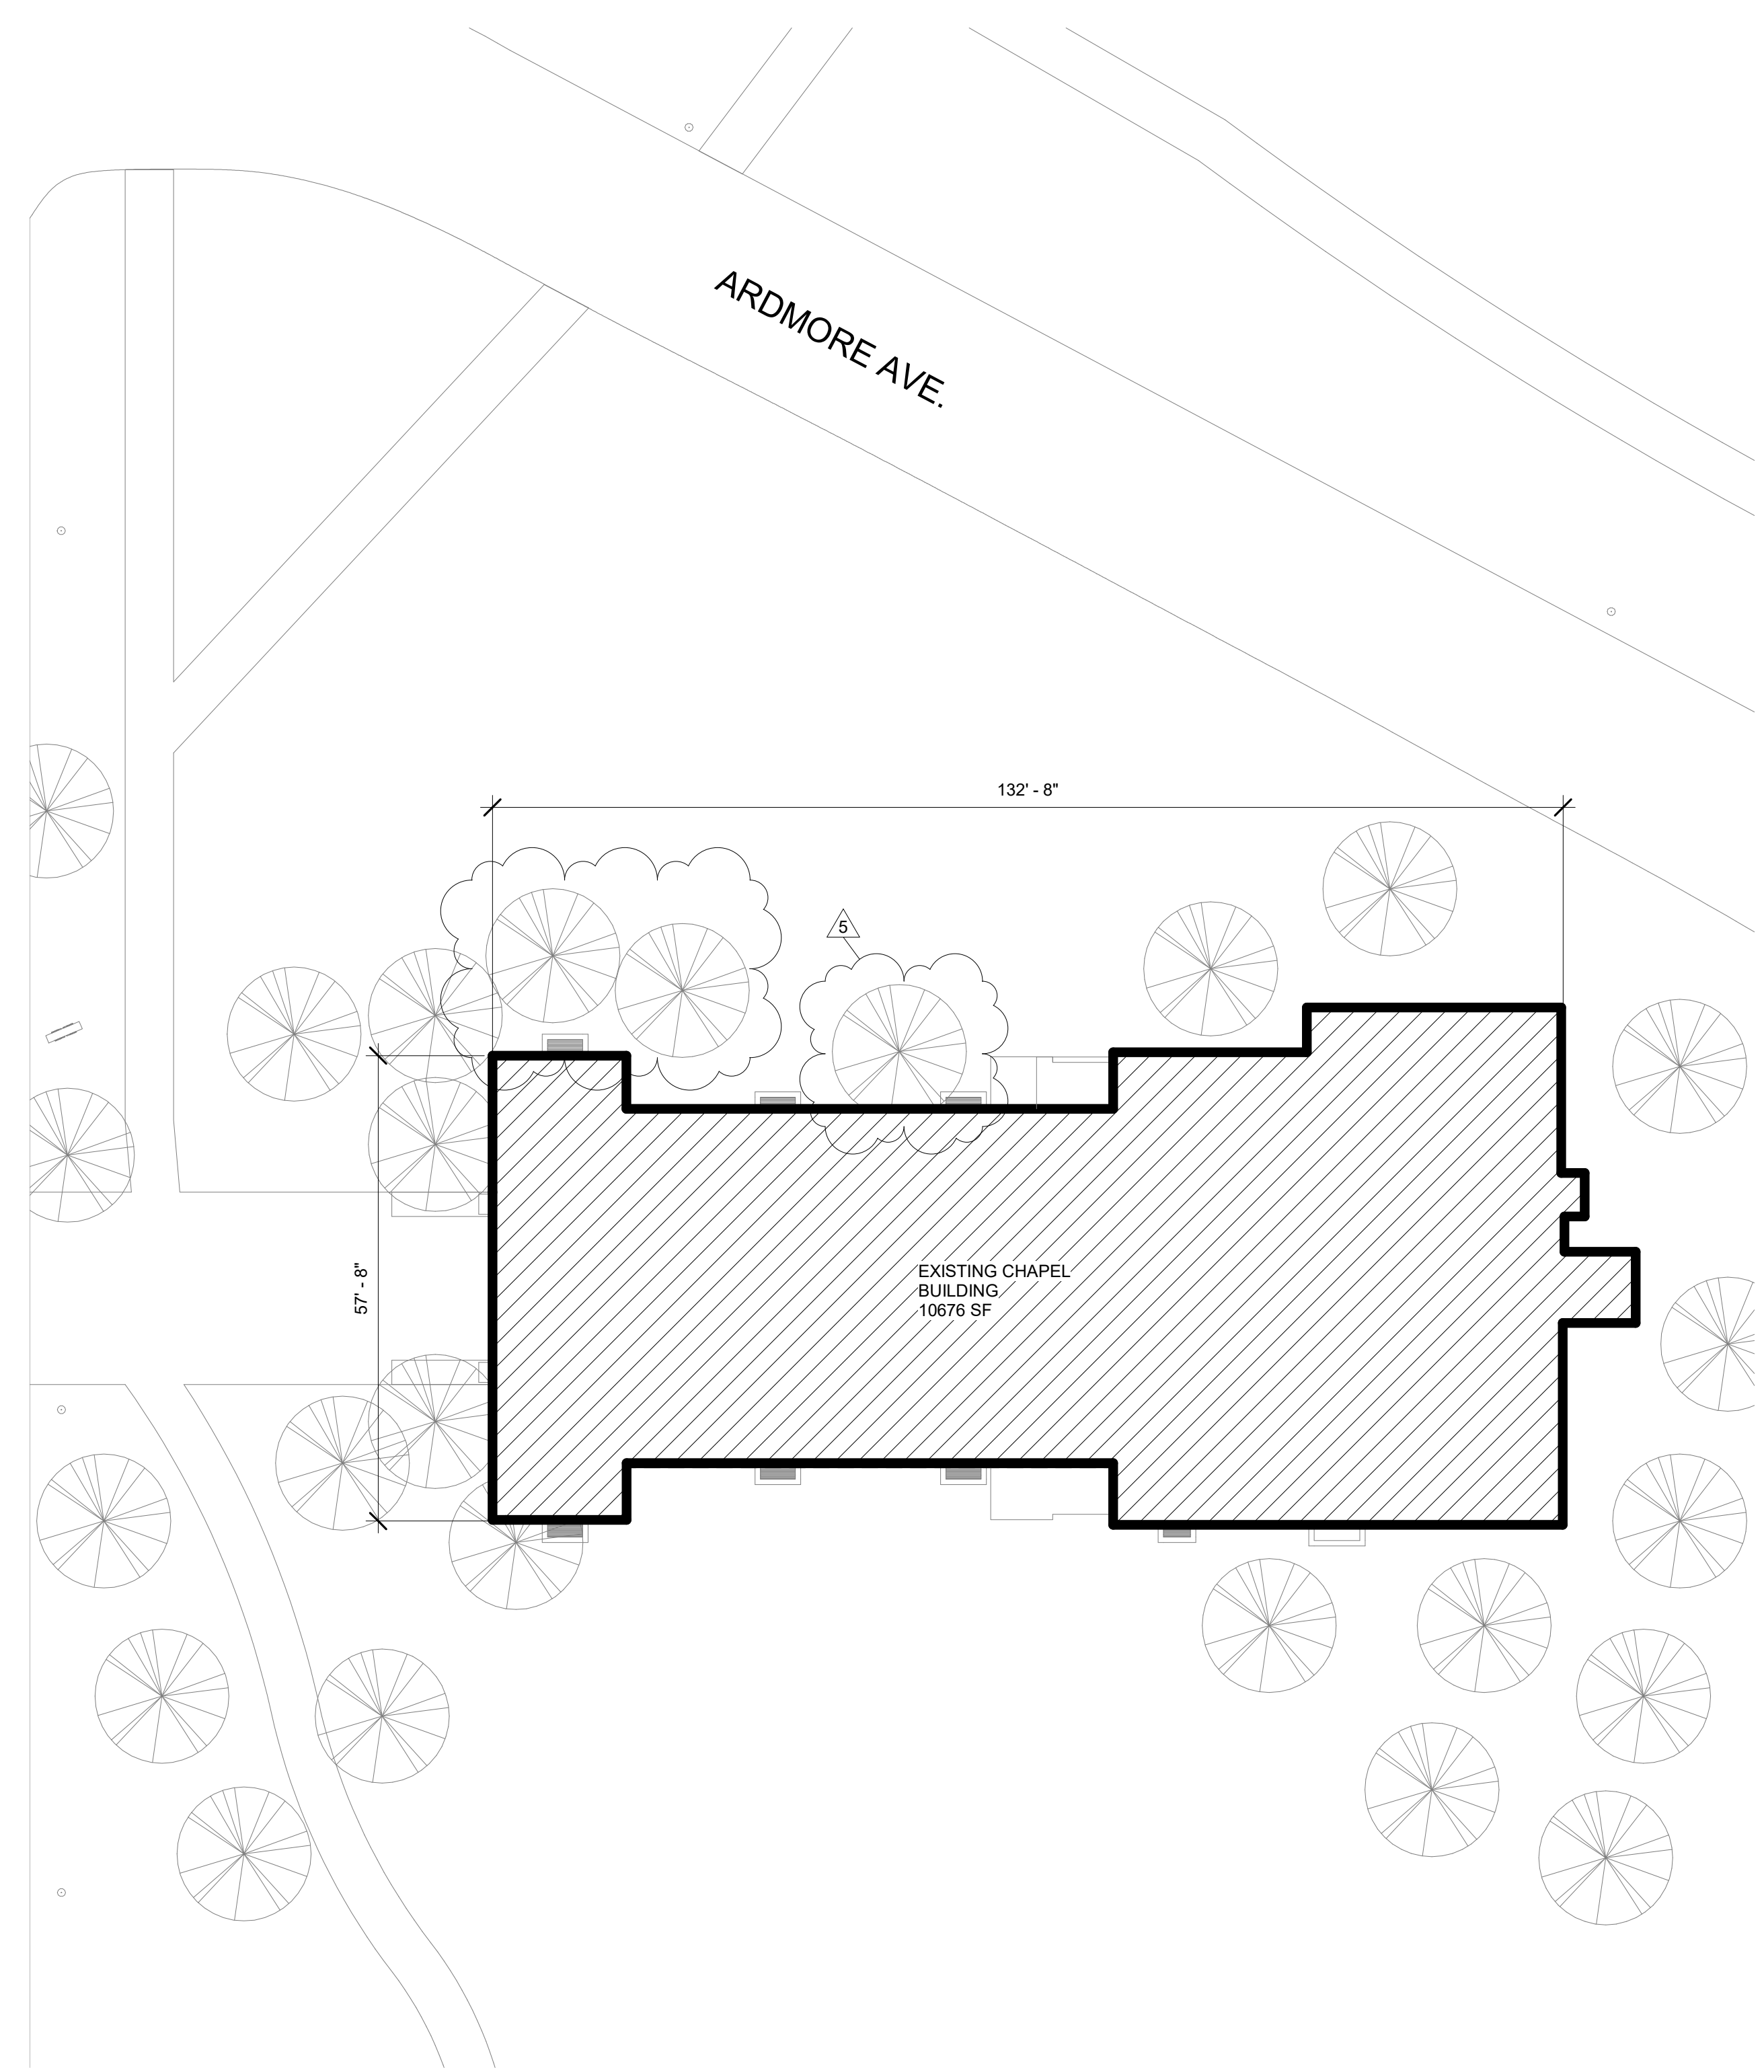 ARDMORE AVE.
132' - 8"
5
57' - 8"
EXISTING CHAPEL
BUILDING
10676 SF